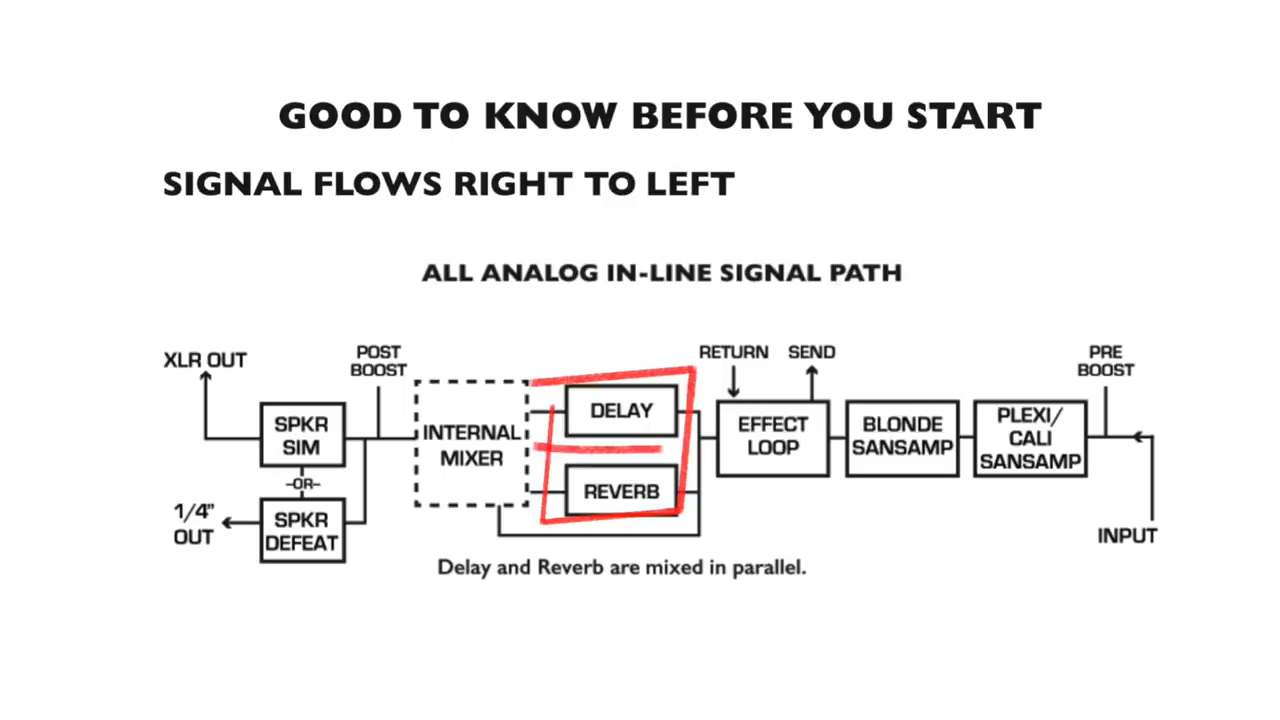 GOOD TO KNOW BEFORE YOU START
SIGNAL FLOWS RIGHT TO LEFT
ALL ANALOG IN-LINE SIGNAL PATH
XLR OUT
POST
BOOST
RETURN
SEND
PRE
BOOST
SPKR
SIM
INTERNAL
MIXER
DELAY
EFFECT
LOOP
BLONDE
SANSAMP
PLEXI/
CALI
SANSAMP
-OR-
REVERB
1/4"
OUT
SPKR
DEFEAT
INPUT
Delay and Reverb are mixed in parallel.